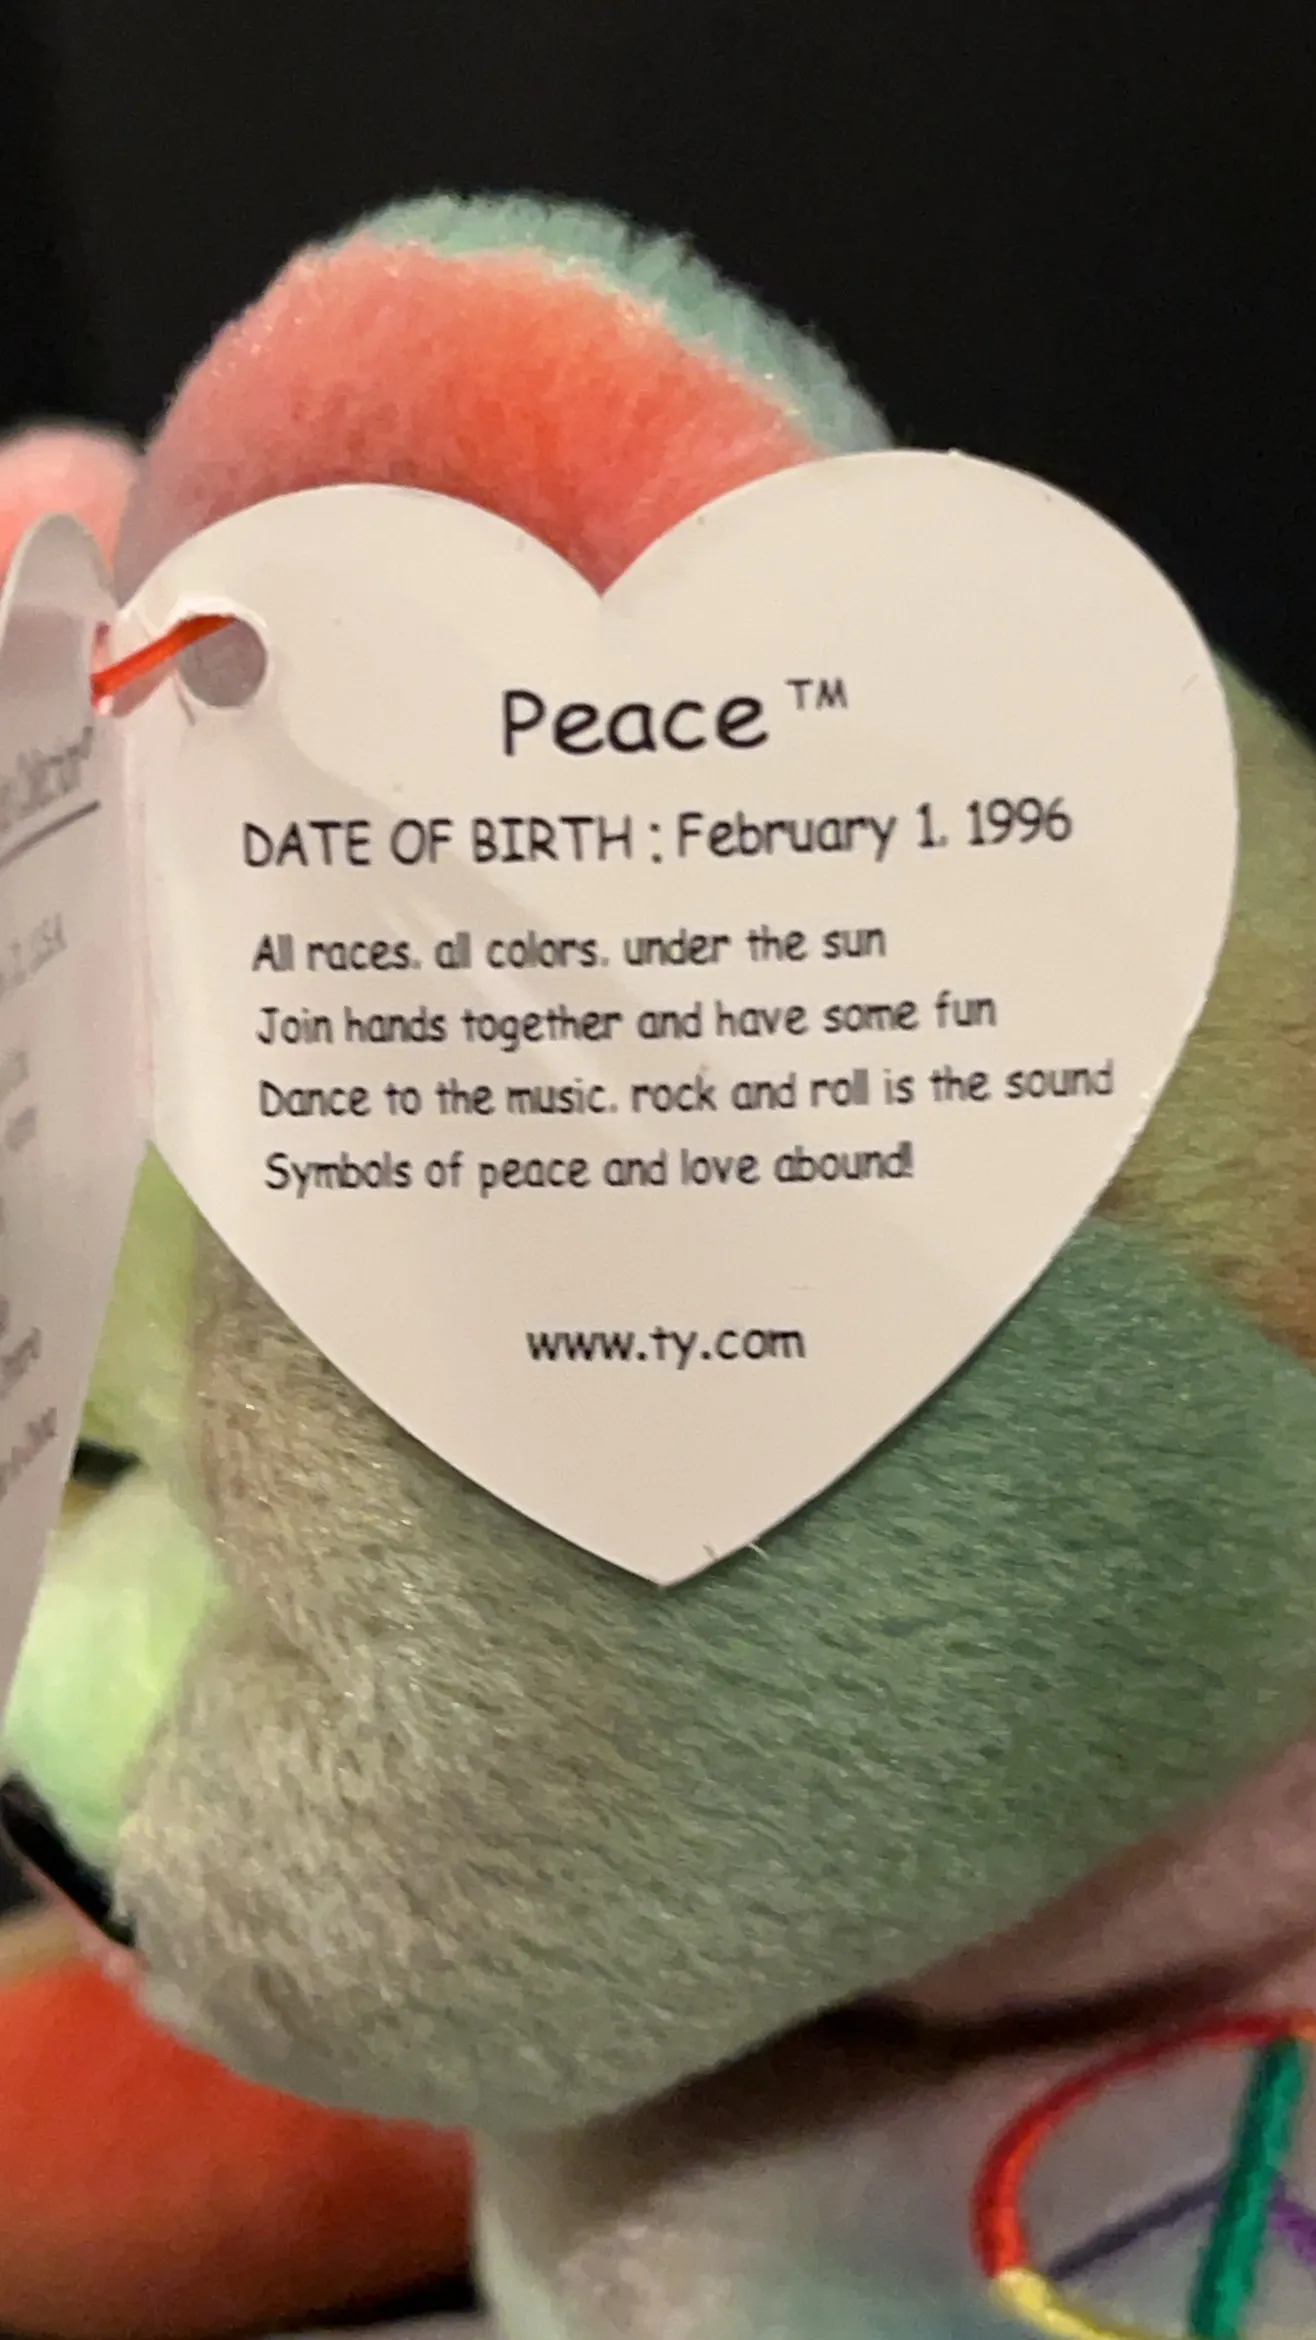 Peace™
DATE OF BIRTH : February 1, 1996
All races, all colors, under the sun
Join hands together and have some fun
Dance to the music, rock and roll is the sound
Symbols of peace and love abound!
www.ty.com
USA